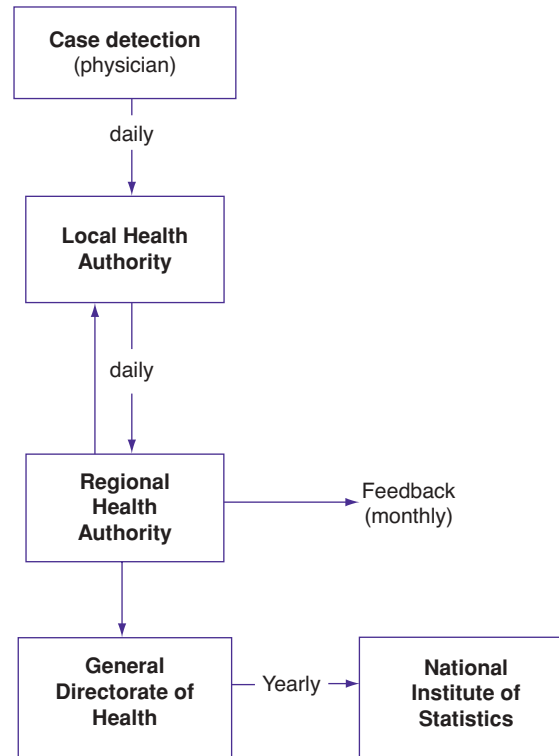 Case detection
(physician)
daily
Local Health
Authority
daily
Regional
Health
Authority
Feedback
(monthly)
General
Directorate of
Health
Yearly
National
Institute of
Statistics